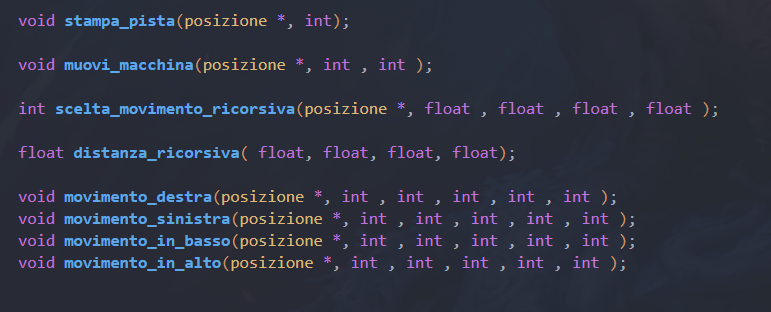 void stampa_pista(posizione *, int);
void muovi_macchina(posizione *, int , int );
int scelta_movimento_ricorsiva(posizione *, float , float , float , float );
float distanza_ricorsiva( float, float, float, float);
void movimento_destra(posizione *, int , int , int , int , int );
void movimento_sinistra(posizione *, int , int , int , int , int );
void movimento_in_basso(posizione *, int , int , int , int , int );
void movimento_in_alto(posizione *, int , int , int , int , int );